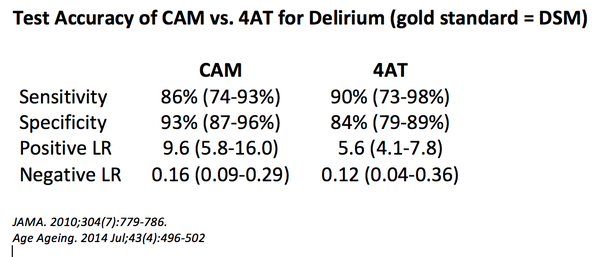 Test Accuracy of CAM vs. 4AT for Delirium (gold standard = DSM)
CAM 4AT
Sensitivity 86% (74-93%) 90% (73-98%)
Specificity 93% (87-96%) 84% (79-89%)
Positive LR 9.6 (5.8-16.0) 5.6 (4.1-7.8)
Negative LR 0.16 (0.09-0.29) 0.12 (0.04-0.36)
JAMA. 2010;304(7):779-786.
Age Ageing. 2014 Jul;43(4):496-502